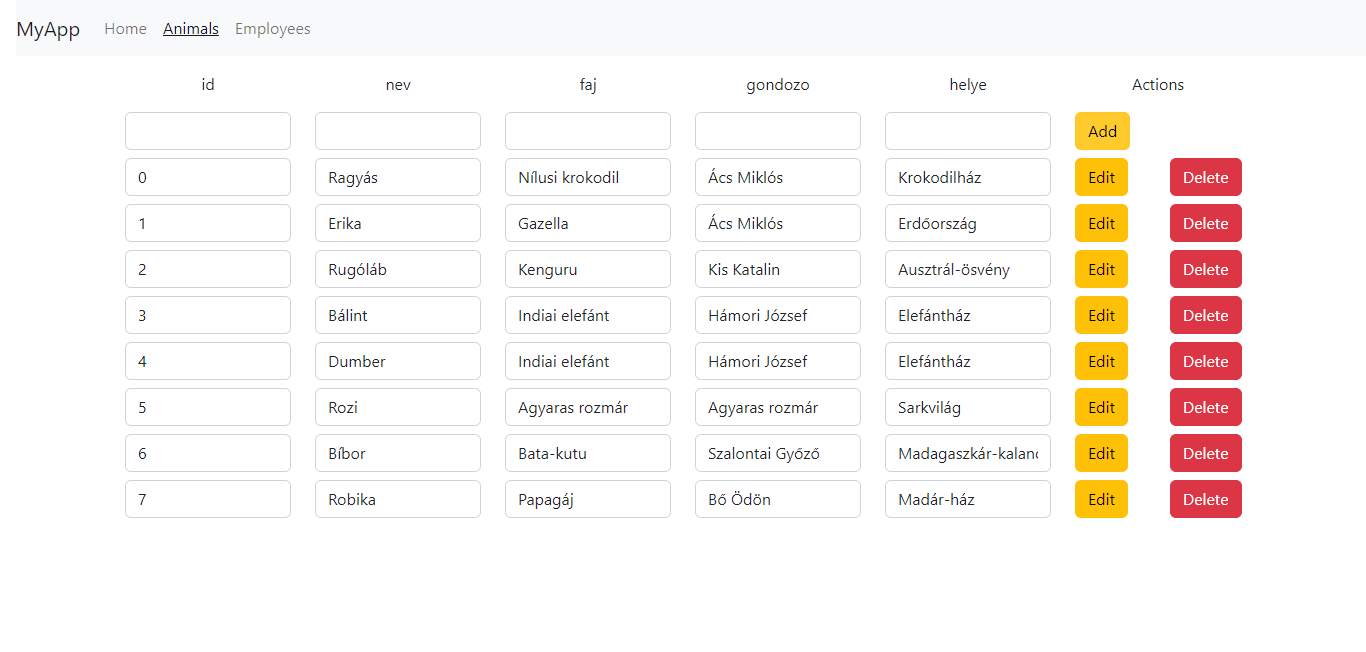 MyApp Home Animals Employees
id nev faj gondozo helye Actions
Add
0 Ragyás Nílusi krokodil Ács Miklós Krokodilház Edit Delete
1 Erika Gazella Ács Miklós Erdőország Edit Delete
2 Rugóláb Kenguru Kis Katalin Ausztrál-ösvény Edit Delete
3 Bálint Indiai elefánt Hámori József Elefántház Edit Delete
4 Dumber Indiai elefánt Hámori József Elefántház Edit Delete
5 Rozi Agyaras rozmár Agyaras rozmár Sarkvilág Edit Delete
6 Bíbor Bata-kutu Szalontai Győző Madagaszkár-kalan Edit Delete
7 Robika Papagáj Bő Ödön Madár-ház Edit Delete